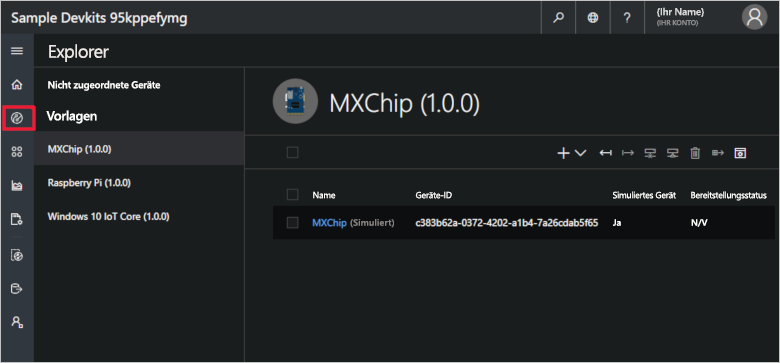 Sample Devkits 95kppefymg
?
(Ihr Name)
(IHR KONTO)
Explorer
Nicht zugeordnete Geräte
Vorlagen
MXChip (1.0.0)
Raspberry Pi (1.0.0)
Windows 10 IoT Core (1.0.0)
MXChip (1.0.0)
Name Geräte-ID Simuliertes Gerät Bereitstellungsstatus
MXChip (Simuliert) c383b62a-0372-4202-a1b4-7a26cdab5f65 Ja N/V